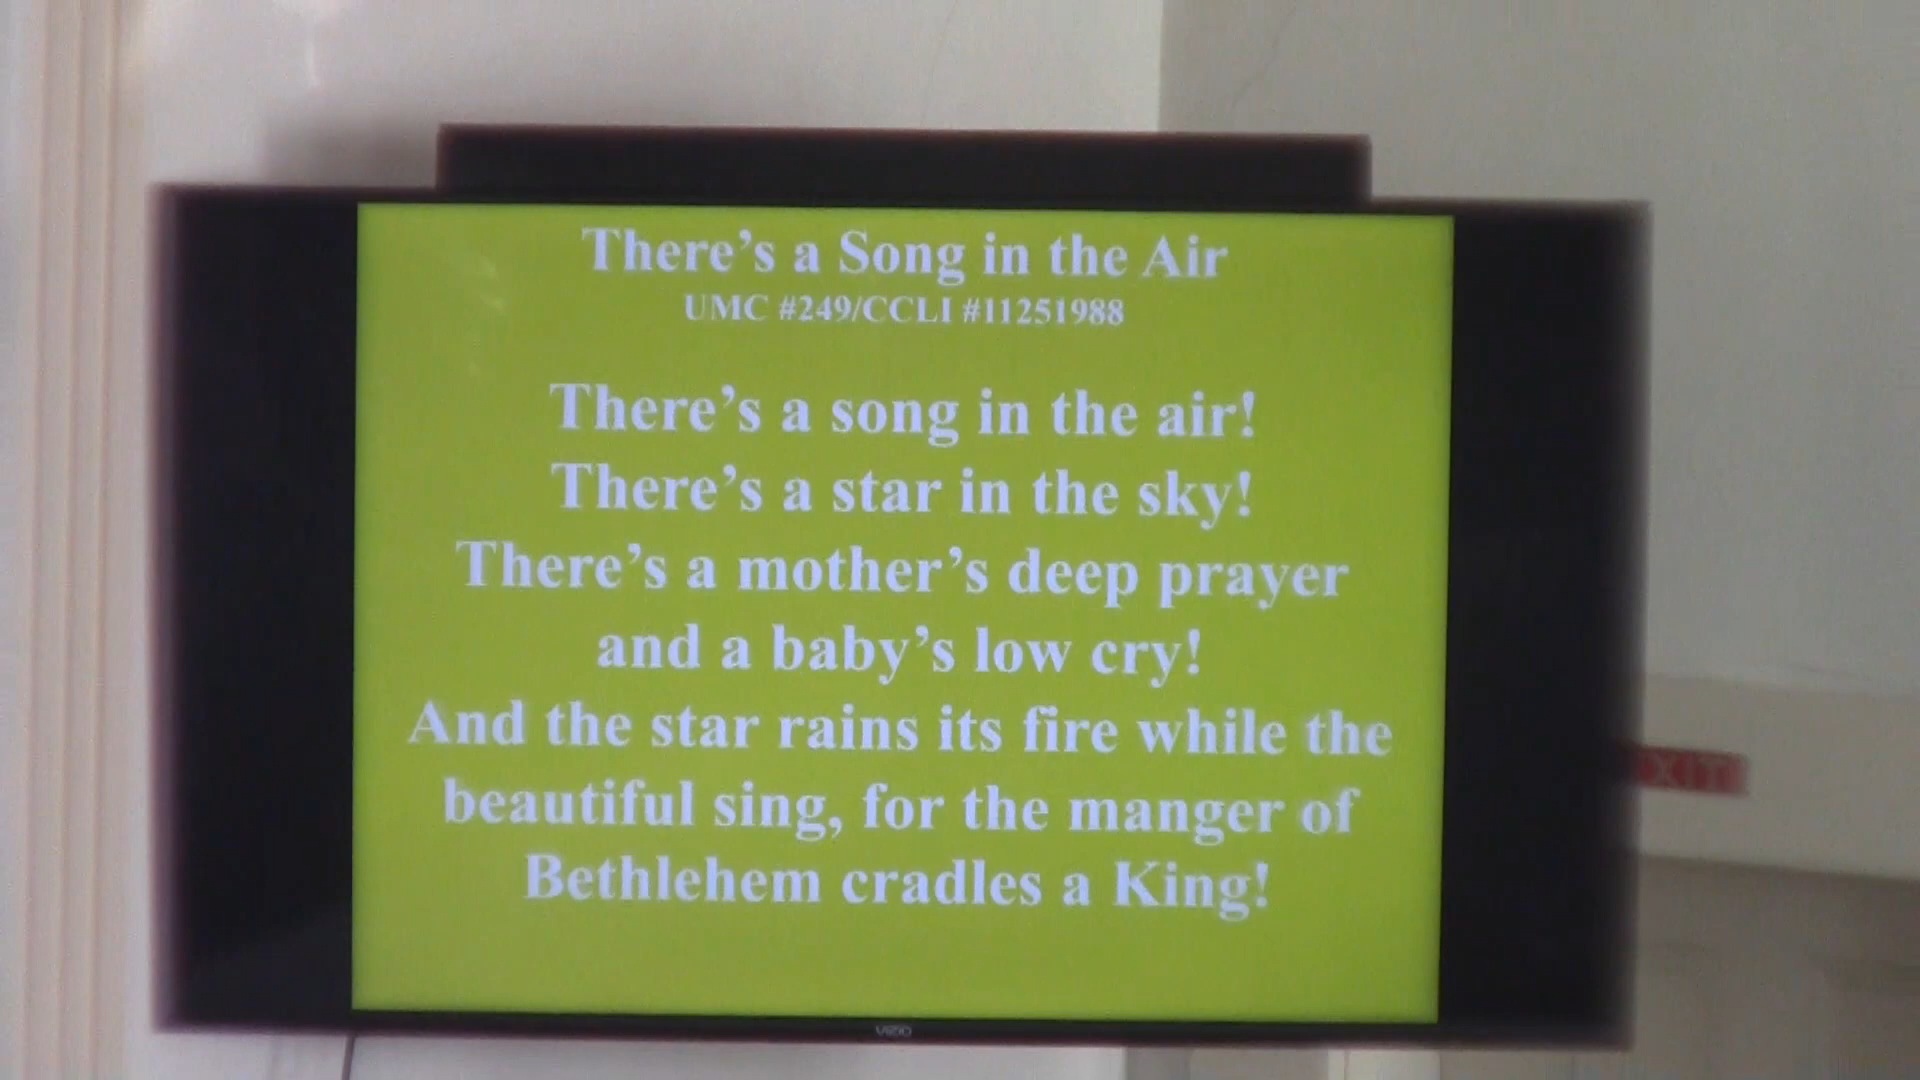 There’s a Song in the Air
UMC #249/CCLI #11251988
There’s a song in the air!
There’s a star in the sky!
There’s a mother’s deep prayer
and a baby’s low cry!
And the star rains its fire while the
beautiful sing, for the manger of
Bethlehem cradles a King!
XIT
VIZIO